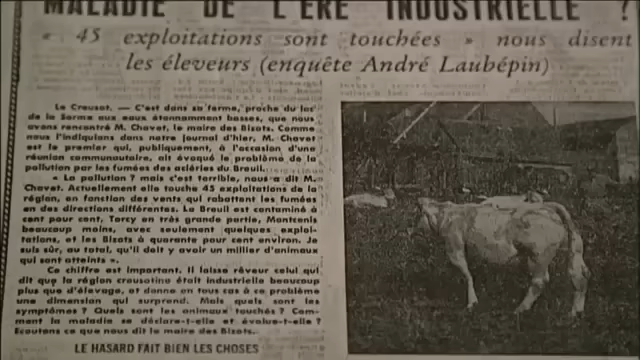 MALADIE DE L'ERE INDUSTRIELLE ?
« 45 exploitations sont touchées » nous disent
les éleveurs (enquête André Laubépin)
Le Creusot. — C'est dans sa ferme, proche du lac
de la Sorme aux eaux étonnamment basses, que nous
avons rencontré M. Chavet, le maire des Bizots. Comme
nous l'indiquions dans notre journal d'hier, M. Chavet
est le premier qui, publiquement, à l'occasion d'une
réunion communautaire, ait évoqué le problème de la
pollution par les fumées des aciéries du Breuil.
« La pollution ? mais c'est terrible, nous a dit M.
Chavet. Actuellement elle touche 45 exploitations de la
région, en fonction des vents qui rabattent les fumées
en des directions différentes. Le Breuil est contaminé à
cent pour cent, Torcy en très grande partie, Montcenis
beaucoup moins, avec seulement quelques exploi-
tations, et les Bizots à quarante pour cent environ. Je
suis sûr, au total, qu'il doit y avoir un millier d'animaux
qui sont atteints ».
Ce chiffre est important. Il laisse rêveur celui qui
dit que la région creusotine était industrielle beaucoup
plus que d'élevage, et donne en tous cas à ce problème
une dimension qui surprend. Mais quels sont les
symptômes ? Quels sont les animaux touchés ? Com-
ment la maladie se déclare-t-elle et évolue-t-elle ?
Ecoutons ce que nous dit le maire des Bizots.
LE HASARD FAIT BIEN LES CHOSES